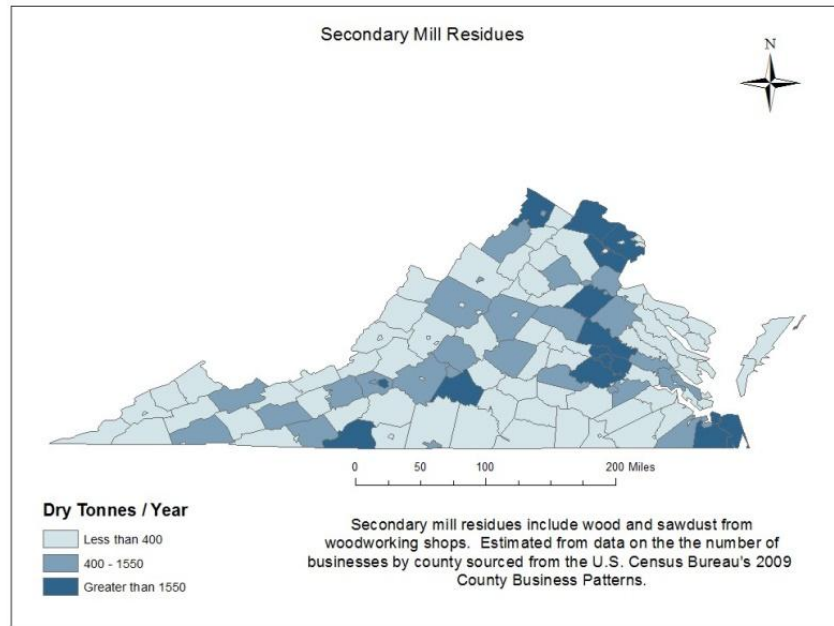 Secondary Mill Residues
N
0 50 100 200 Miles
Dry Tonnes / Year
Less than 400
400 - 1550
Greater than 1550
Secondary mill residues include wood and sawdust from
woodworking shops. Estimated from data on the the number of
businesses by county sourced from the U.S. Census Bureau's 2009
County Business Patterns.